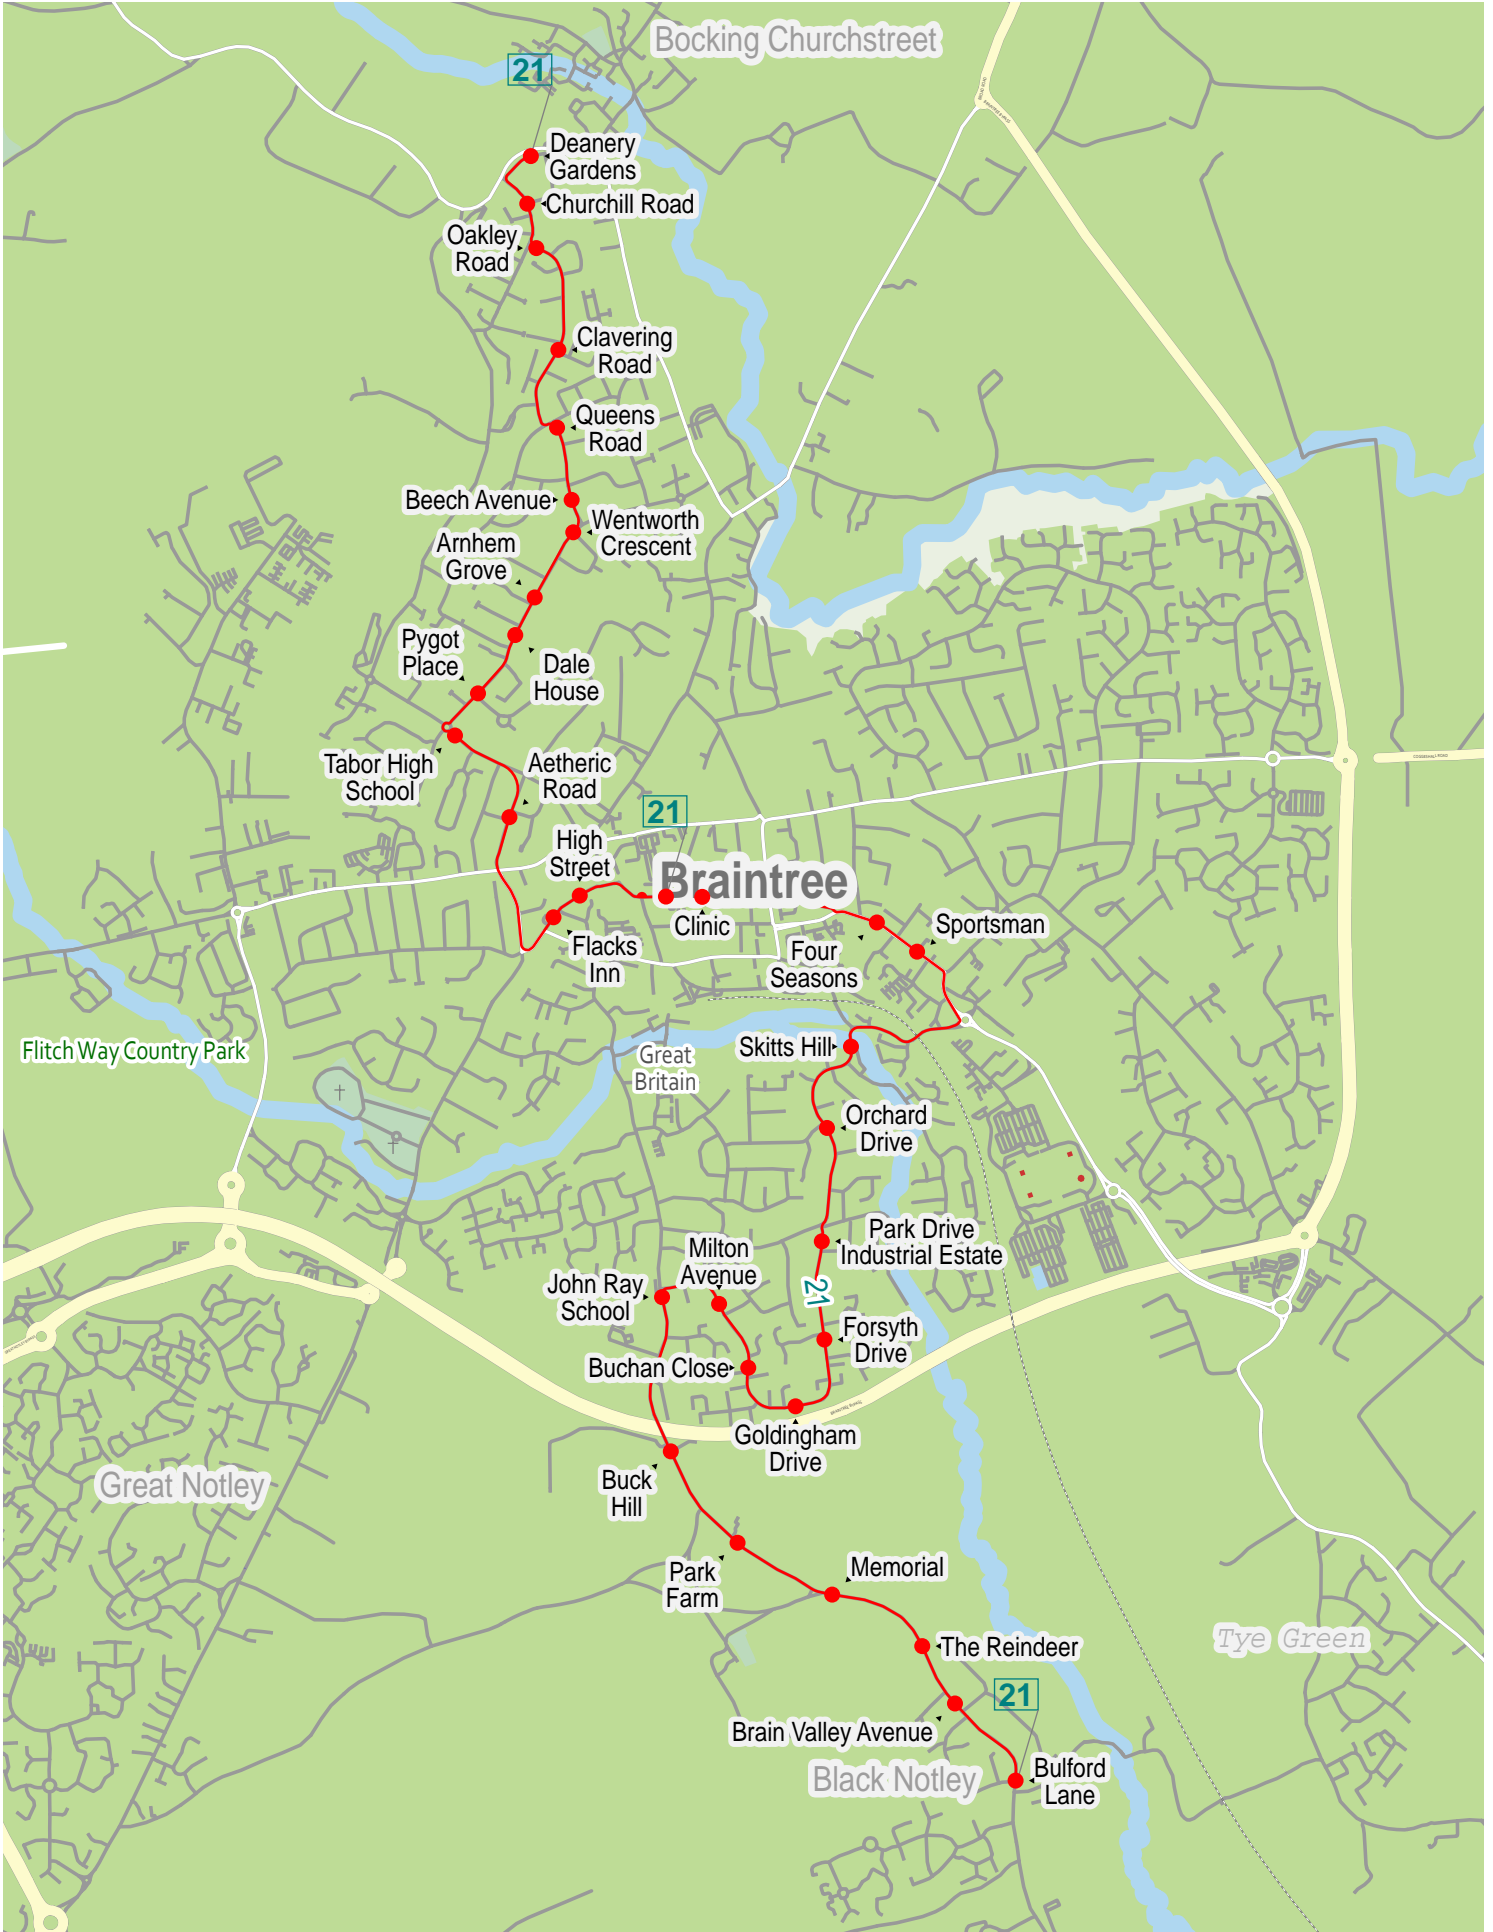 Bocking Churchstreet
21
Deanery
Gardens
Churchill Road
Oakley
Road
Clavering
Road
Queens
Road
Beech Avenue
Wentworth
Crescent
Arnhem
Grove
Pygot
Place
Dale
House
Tabor High
School
Aetheric
Road
21
High
Street
Braintree
Clinic
Flacks
Inn
Four
Seasons
Sportsman
Flitch Way Country Park
Great
Britain
Skitts Hill
Orchard
Drive
Park Drive
Industrial Estate
Milton
Avenue
John Ray
School
21
Forsyth
Drive
Buchan Close
Goldingham
Drive
Great Notley
Buck
Hill
Park
Farm
Memorial
The Reindeer
Tye Green
21
Brain Valley Avenue
Black Notley
Bulford
Lane